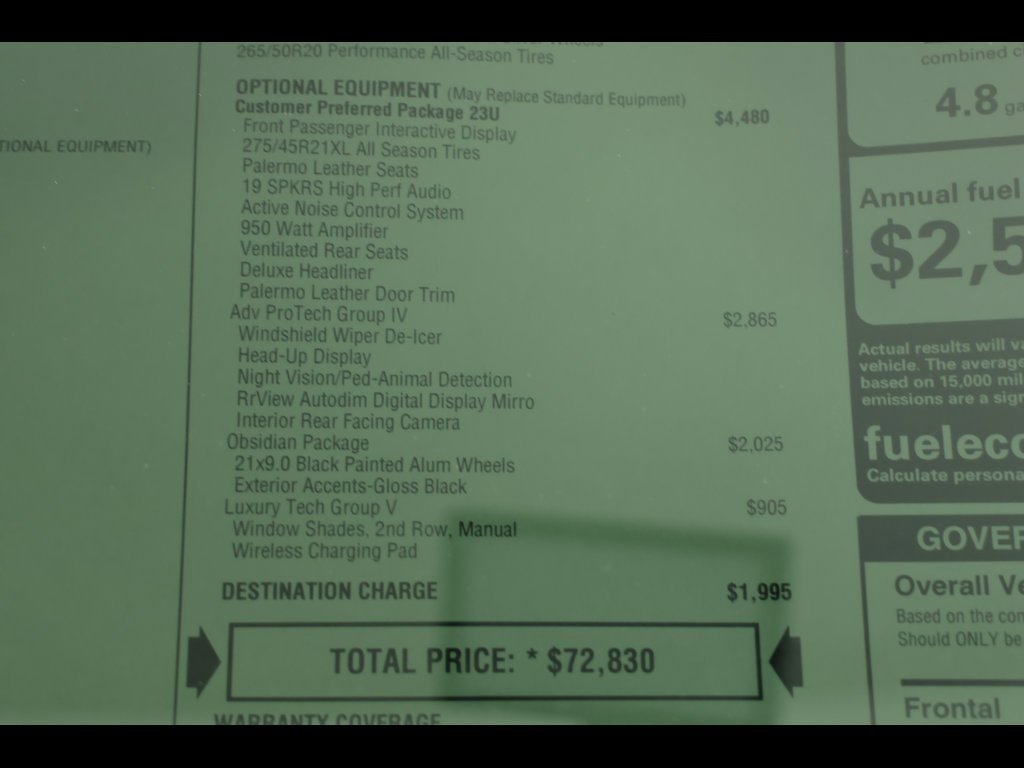 265/50R20 Performance All-Season Tires
OPTIONAL EQUIPMENT (May Replace Standard Equipment)
Customer Preferred Package 23U $4,480
Front Passenger Interactive Display
275/45R21XL All Season Tires
Palermo Leather Seats
19 SPKRS High Perf Audio
Active Noise Control System
950 Watt Amplifier
Ventilated Rear Seats
Deluxe Headliner
Palermo Leather Door Trim
Adv ProTech Group IV $2,865
Windshield Wiper De-Icer
Head-Up Display
Night Vision/Ped-Animal Detection
RrView Autodim Digital Display Mirro
Interior Rear Facing Camera
Obsidian Package $2,025
21x9.0 Black Painted Alum Wheels
Exterior Accents-Gloss Black
Luxury Tech Group V $905
Window Shades, 2nd Row, Manual
Wireless Charging Pad
DESTINATION CHARGE $1,995
TOTAL PRICE: * $72,830
WARRANTY COVERAGE
TIONAL EQUIPMENT)
combined c
4.8 ga
Annual fuel
$2,5
Actual results will va
vehicle. The average
based on 15,000 mil
emissions are a sign
fueleco
Calculate persona
GOVER
Overall Ve
Based on the com
Should ONLY be
Frontal